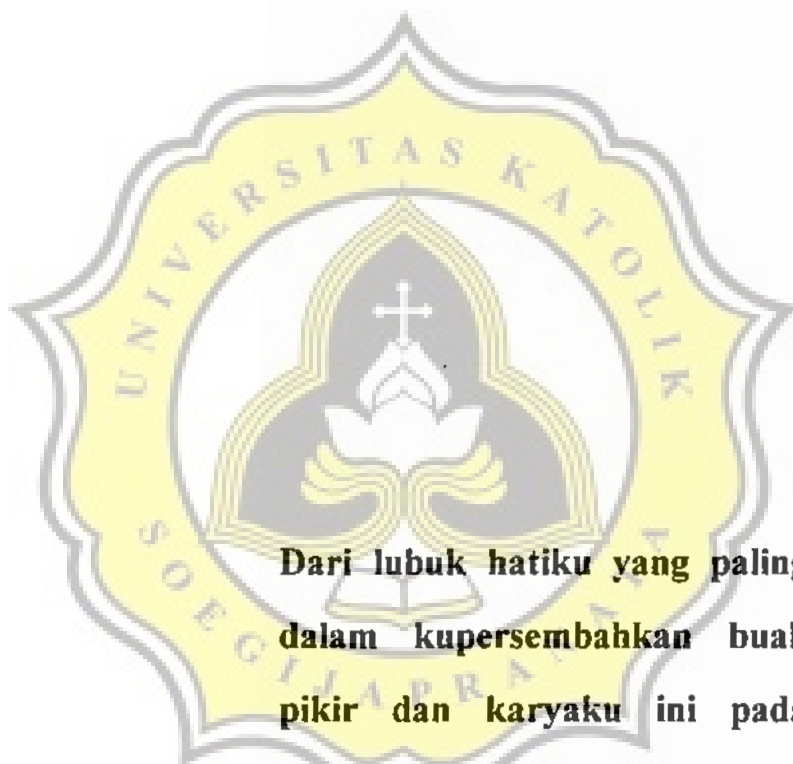 UNIVERSITAS KATOLIK
SOEGIJAPRANATA
Dari lubuk hatiku yang paling
dalam kupersembahkan buah
pikir dan karyaku ini pada